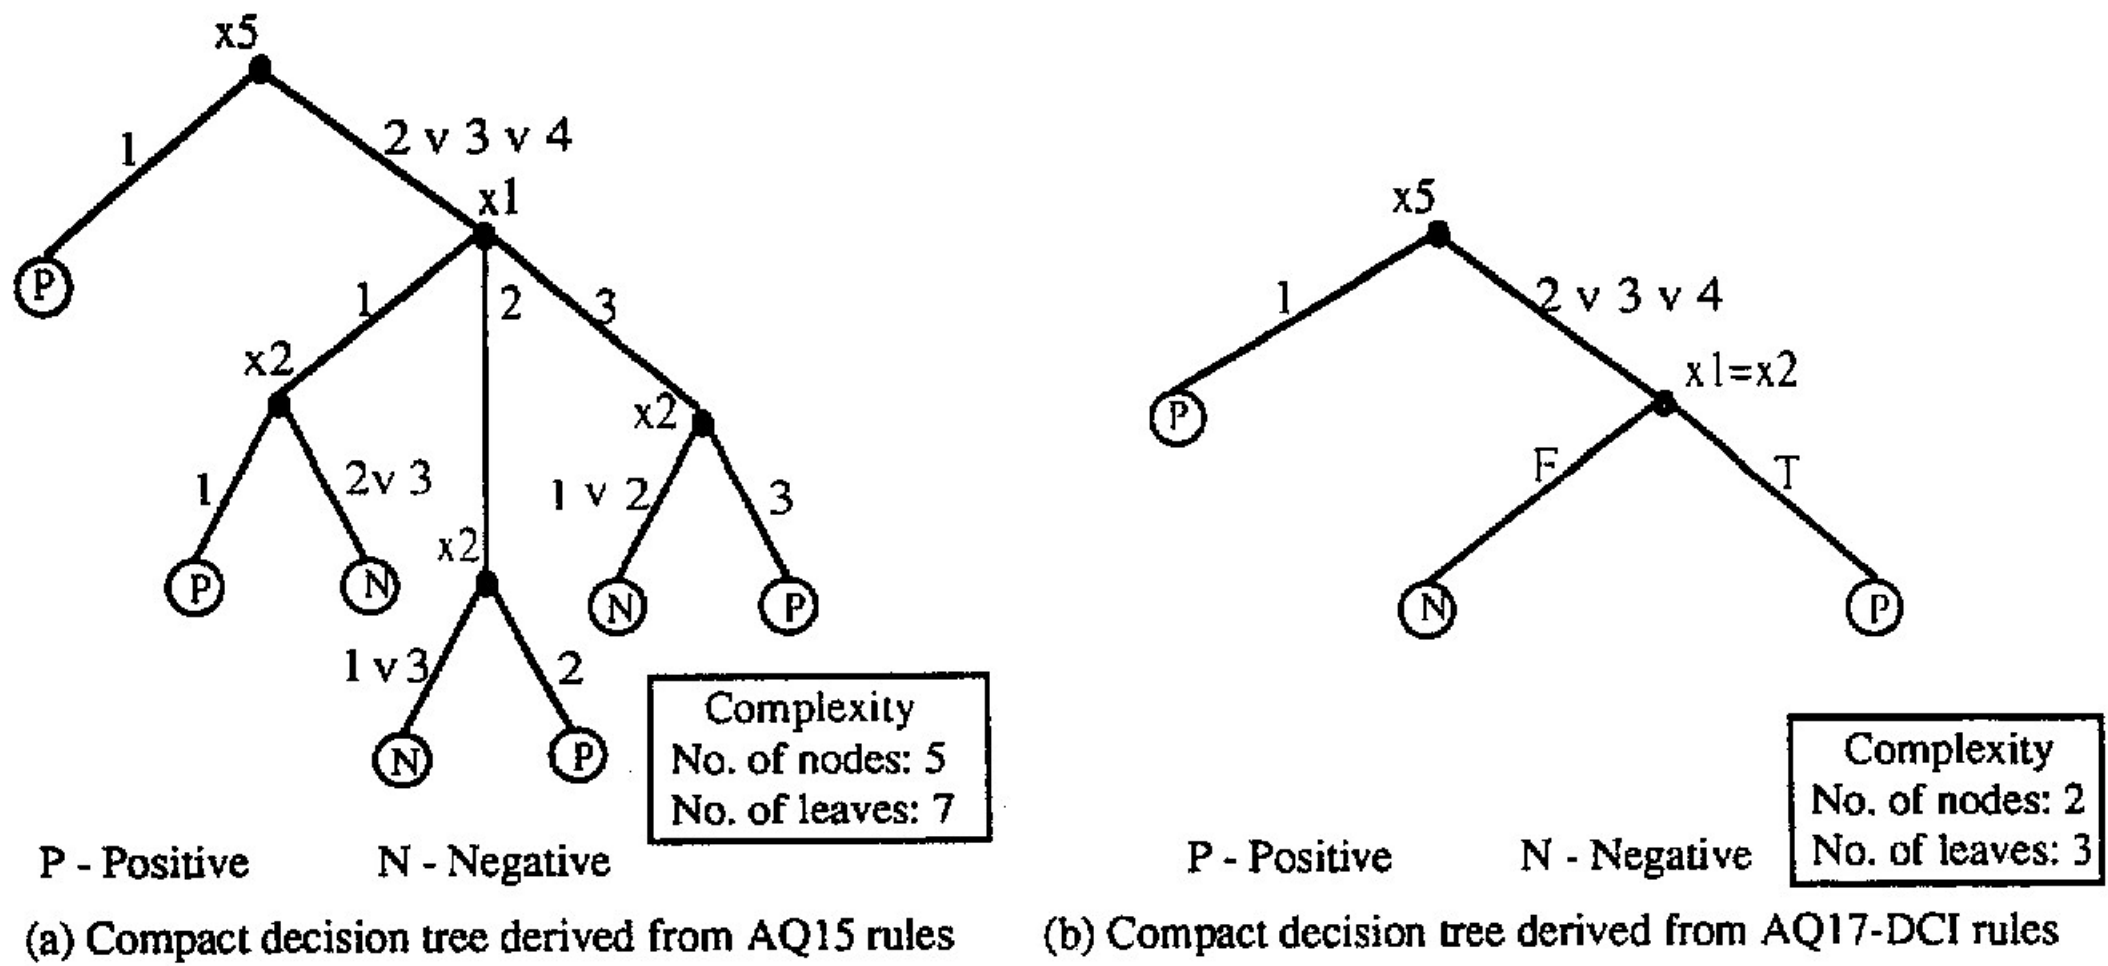 x5
1
2 v 3 v 4
P
x1
1
2
3
x2
x2
1
2v 3
1 v 2
3
P
N
x2
N
P
1 v 3
2
N
P
Complexity
No. of nodes: 5
No. of leaves: 7
P - Positive
N - Negative
(a) Compact decision tree derived from AQ15 rules
x5
1
2 v 3 v 4
P
x1=x2
F
T
N
P
Complexity
No. of nodes: 2
No. of leaves: 3
P - Positive
N - Negative
(b) Compact decision tree derived from AQ17-DCI rules